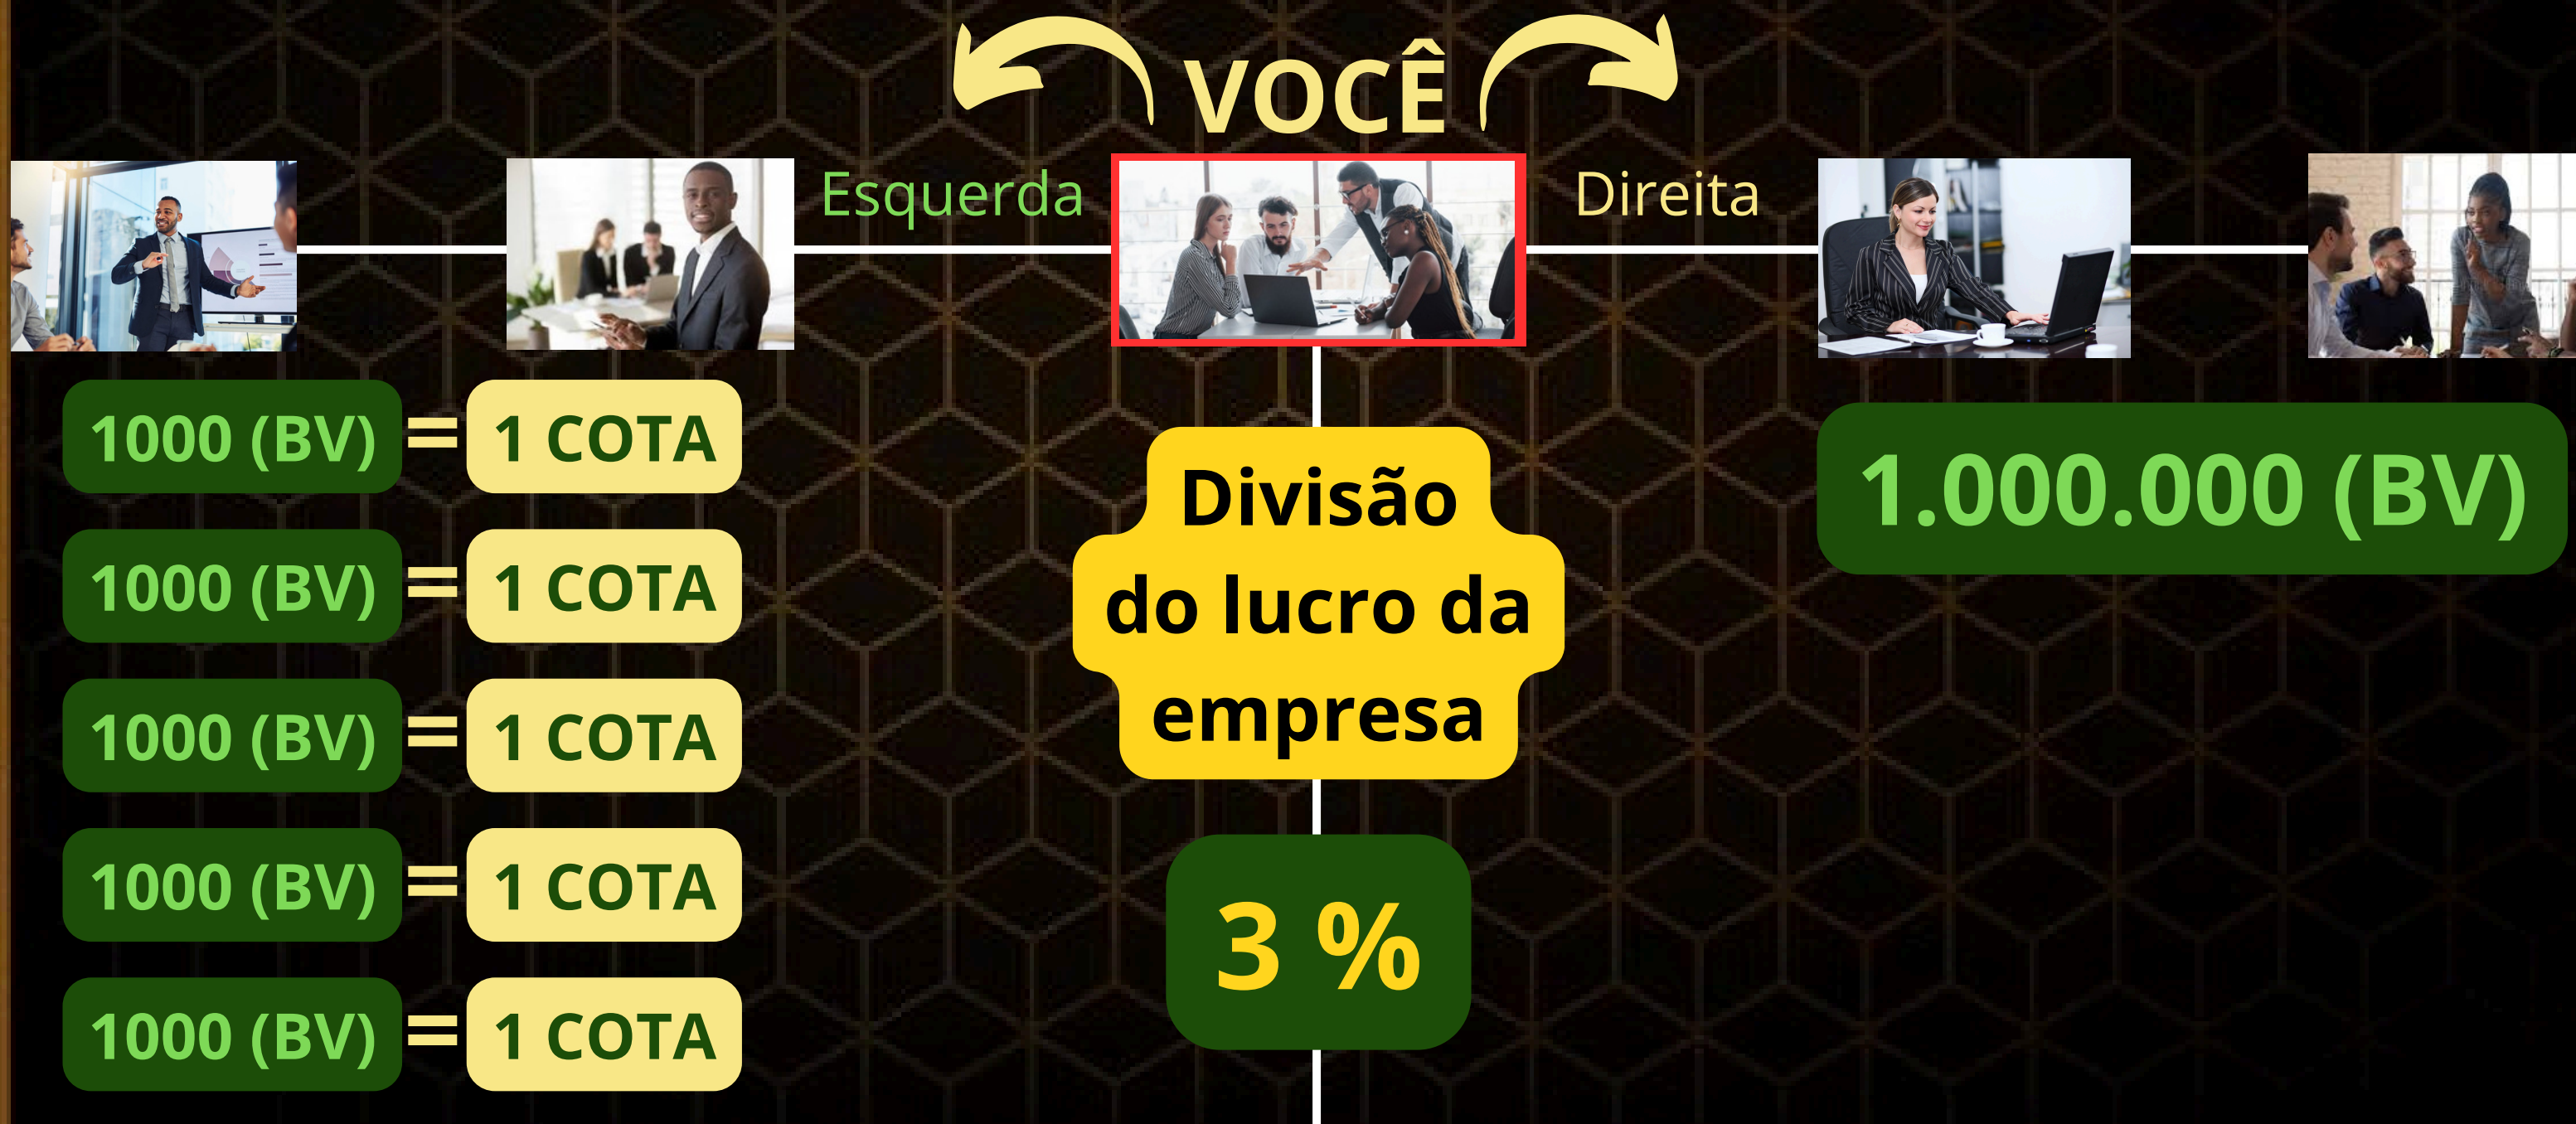 VOCÊ
Esquerda
Direita
1000 (BV) = 1 COTA
1000 (BV) = 1 COTA
1000 (BV) = 1 COTA
1000 (BV) = 1 COTA
1000 (BV) = 1 COTA
Divisão
do lucro da
empresa
3 %
1.000.000 (BV)